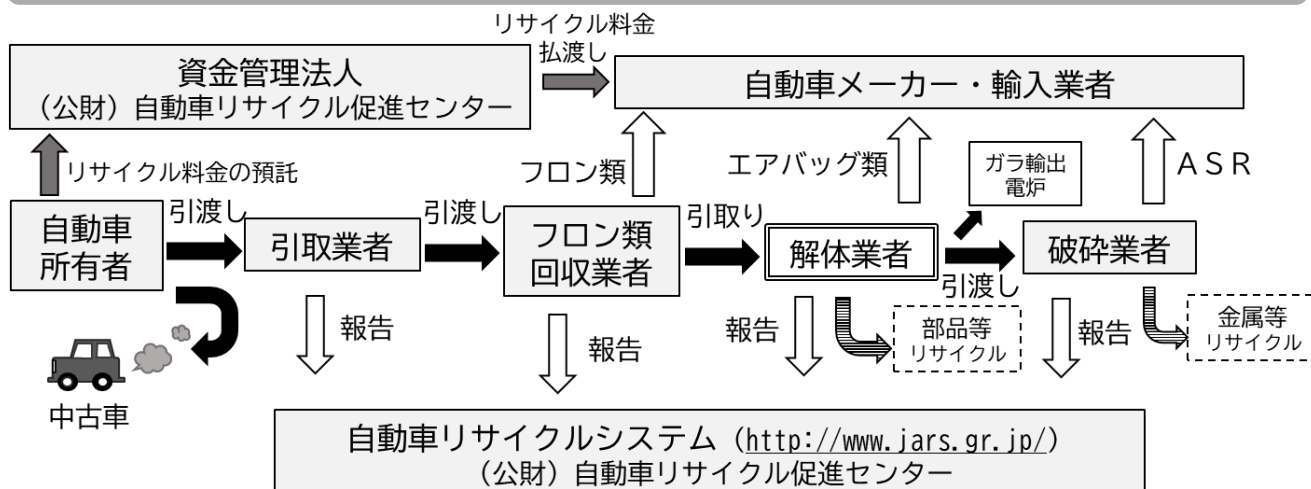 リサイクル料金
払渡し
資金管理法人
（公財）自動車リサイクル促進センター
自動車メーカー・輸入業者
リサイクル料金の預託
フロン類
エアバッグ類
ガラ輸出
電炉
ＡＳＲ
自動車
所有者
引渡し
引取業者
引渡し
フロン類
回収業者
引取り
解体業者
引渡し
破砕業者
報告
報告
報告
部品等
リサイクル
報告
金属等
リサイクル
中古車
自動車リサイクルシステム（http://www.jars.gr.jp/）
（公財）自動車リサイクル促進センター